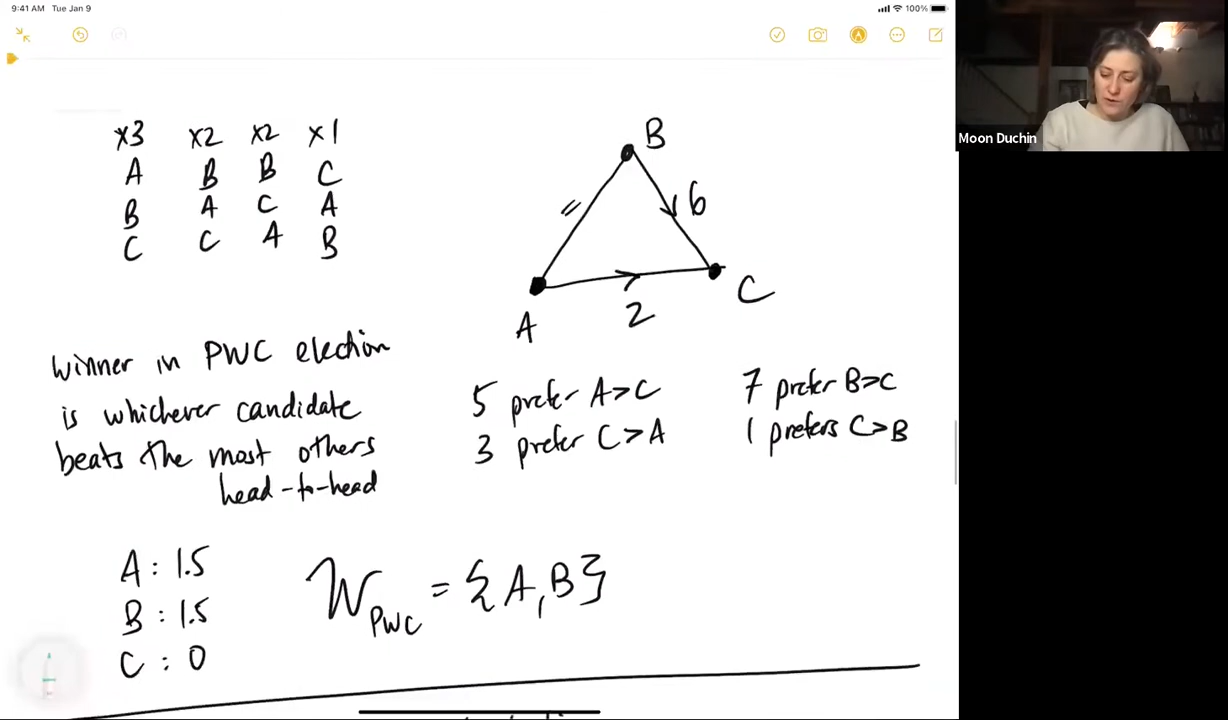 9:41 AM Tue Jan 9
100%
Moon Duchin
x3 x2 x2 x1
A B B C
B A C A
C C A B
B
6
A
2
C
winner in PWC election
is whichever candidate
beats the most others
head-to-head
5 prefer A>C
3 prefer C>A
7 prefer B>C
1 prefers C>B
A: 1.5
B: 1.5
C: 0
W PWC = {A,B}